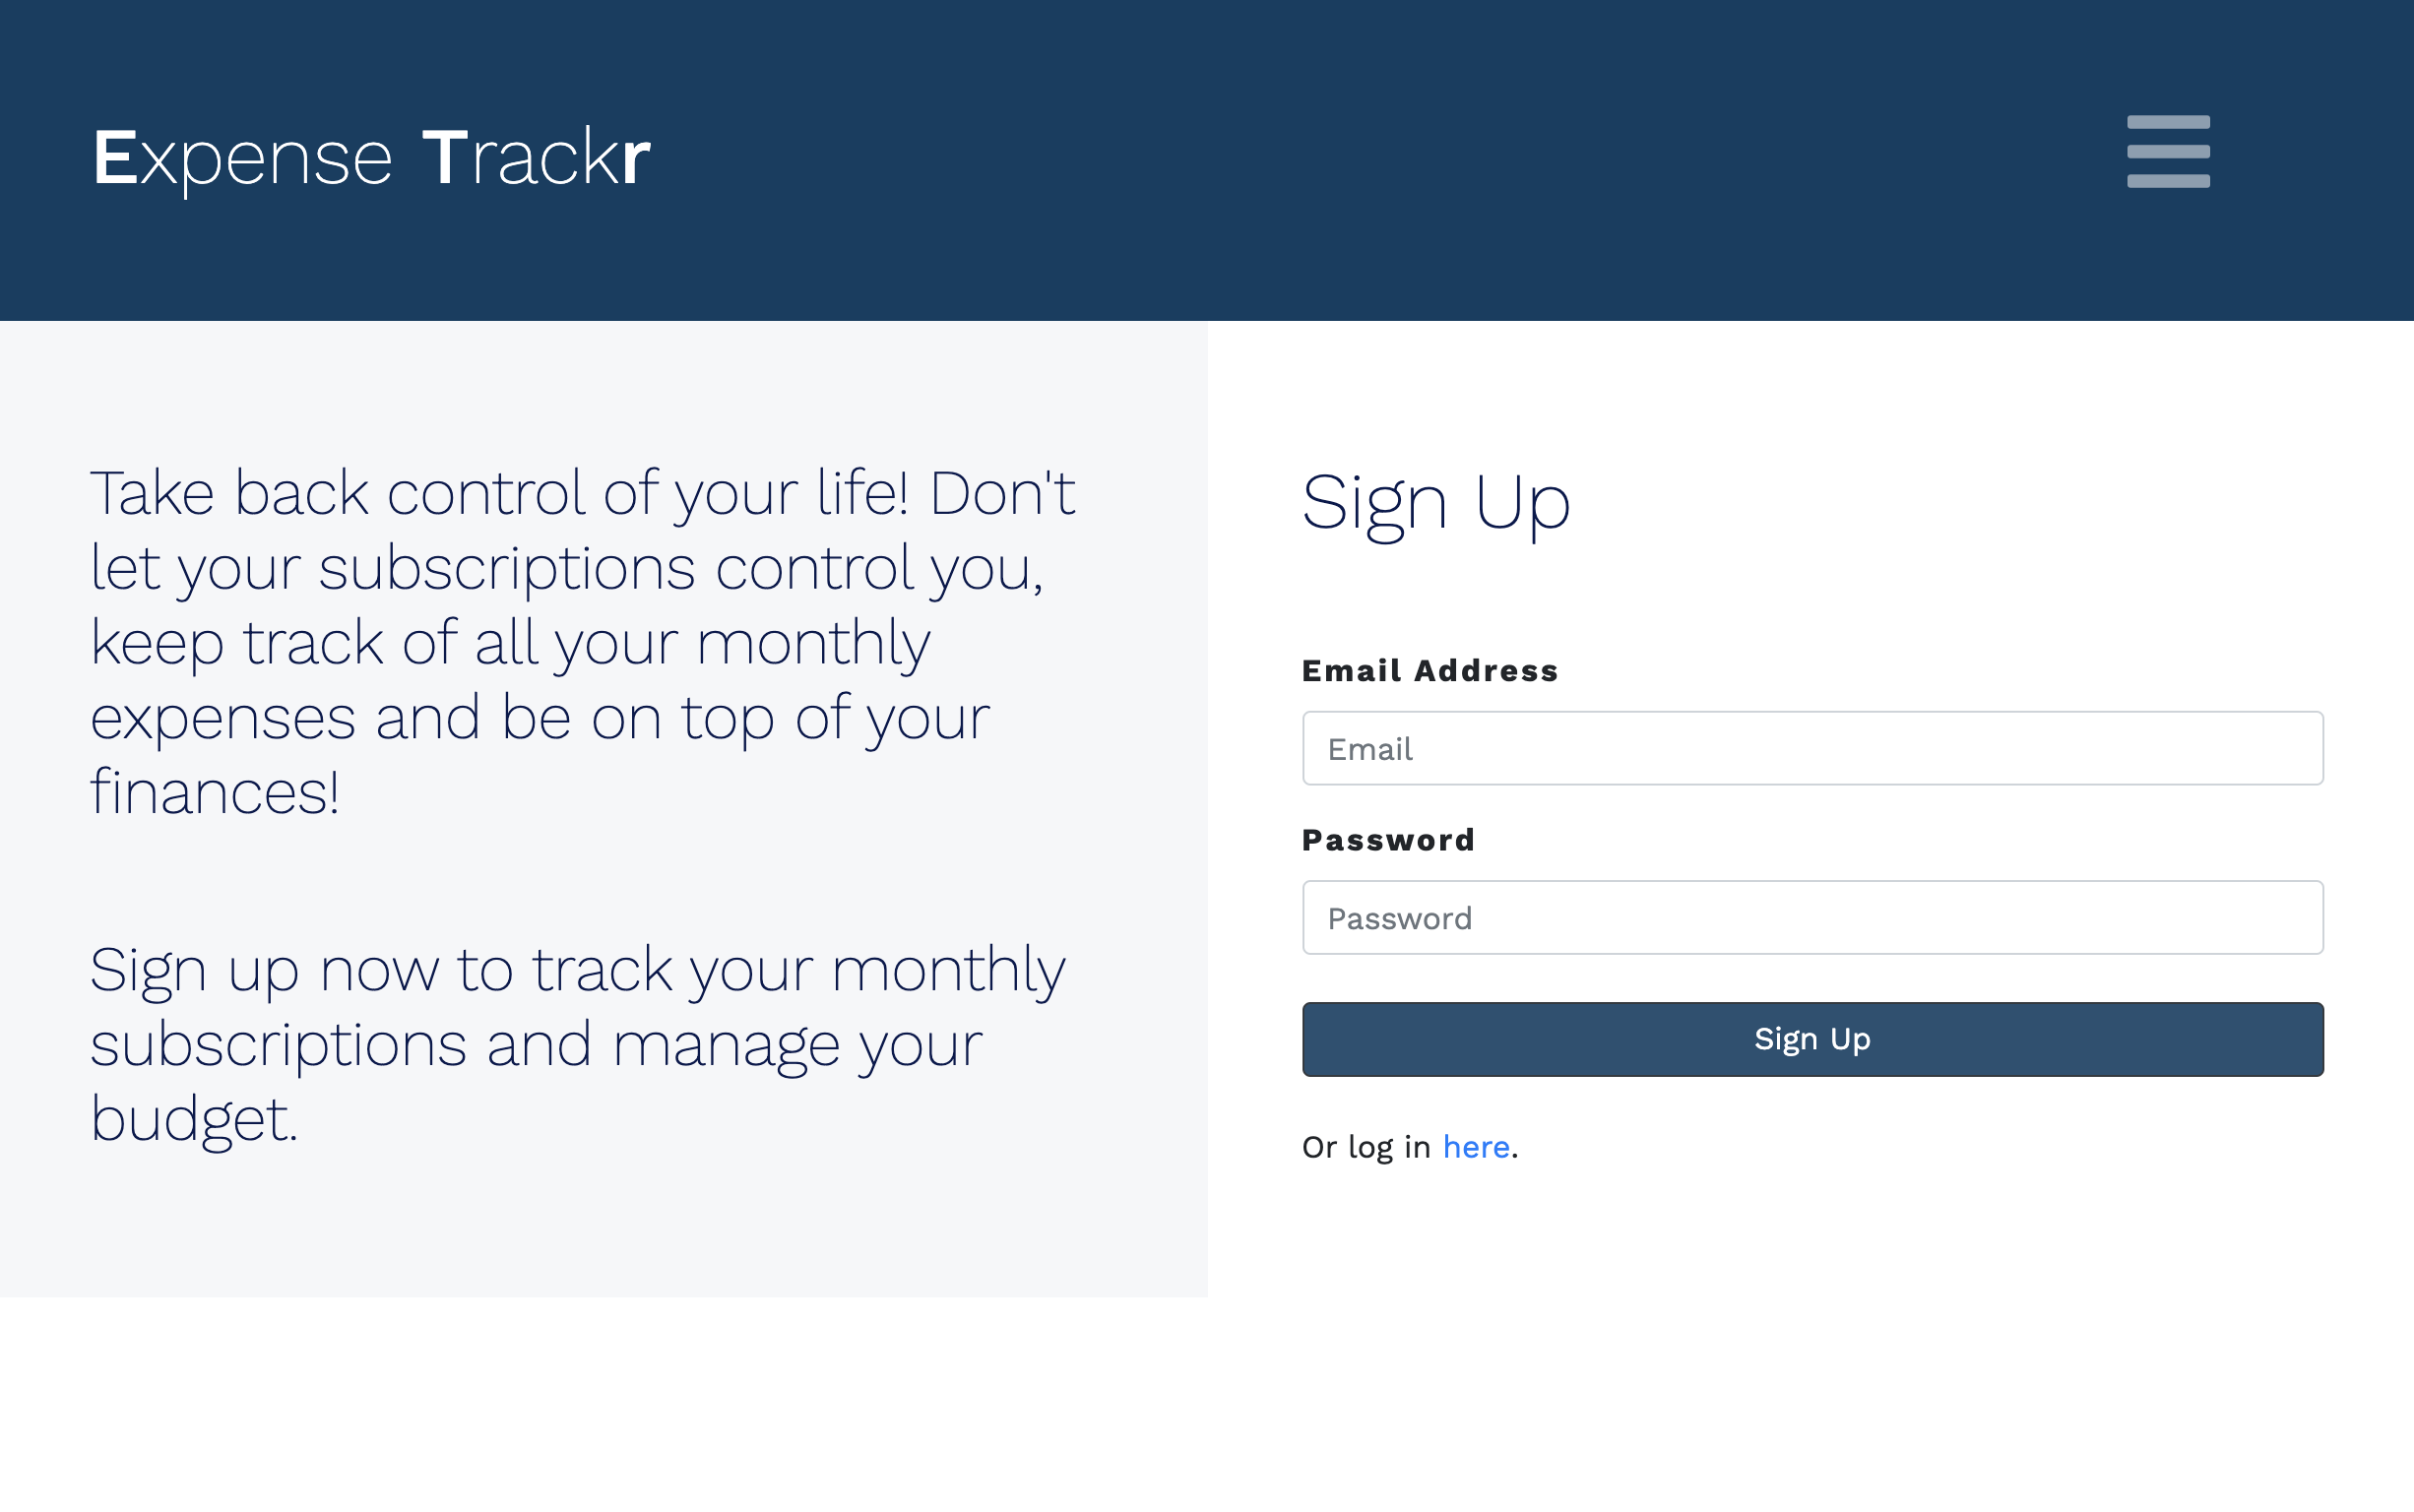 Expense Trackr
Take back control of your life! Don't
let your subscriptions control you,
keep track of all your monthly
expenses and be on top of your
finances!
Sign up now to track your monthly
subscriptions and manage your
budget.
Sign Up
Email Address
Email
Password
Password
Sign Up
Or log in here.